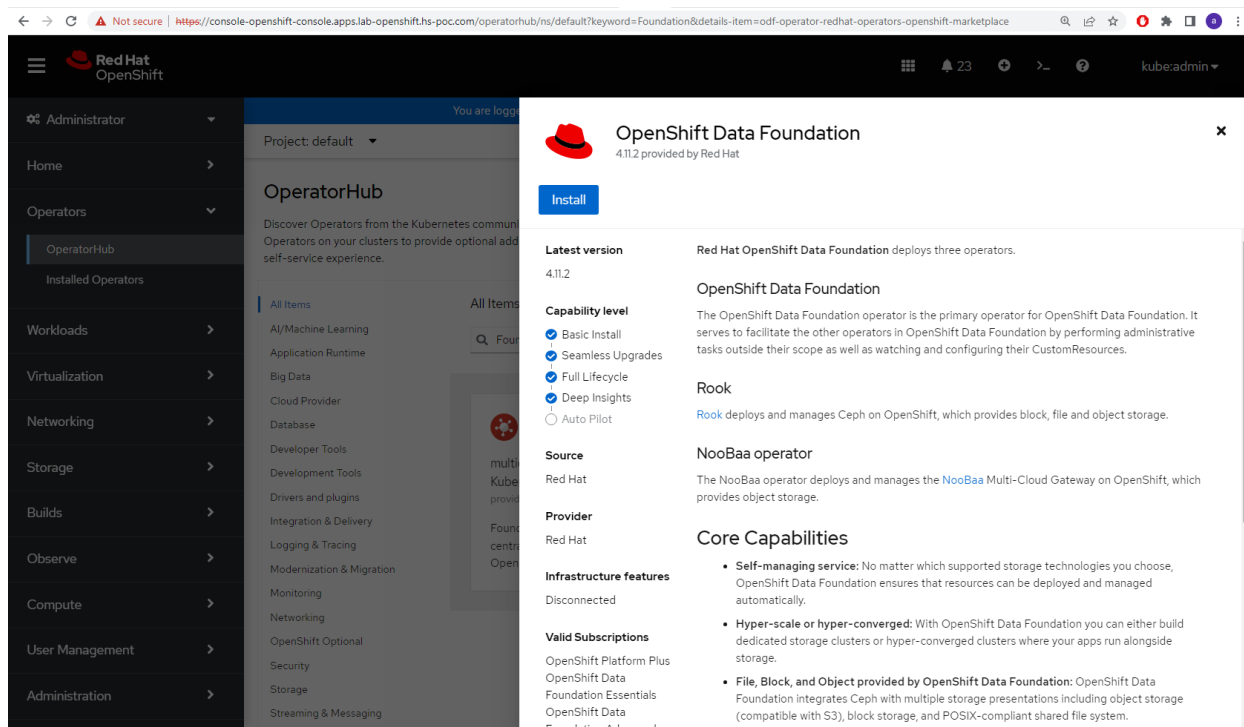 Not secure | https://console-openshift-console.apps.lab-openshift.hs-poc.com/operatorhub/ns/default?keyword=Foundation&details-item=odf-operator-redhat-operators-openshift-marketplace
a
Red Hat
OpenShift
23
kube:admin
Administrator
Home
Operators
OperatorHub
Installed Operators
Workloads
Virtualization
Networking
Storage
Builds
Observe
Compute
User Management
Administration
You are logge
Project: default
OperatorHub
Discover Operators from the Kubernetes communi
Operators on your clusters to provide optional add
self-service experience.
All Items
AI/Machine Learning
Application Runtime
Big Data
Cloud Provider
Database
Developer Tools
Development Tools
Drivers and plugins
Integration & Delivery
Logging & Tracing
Modernization & Migration
Monitoring
Networking
OpenShift Optional
Security
Storage
Streaming & Messaging
All Items
Four
multi
Kube
provid
Found
centra
Open
OpenShift Data Foundation
4.11.2 provided by Red Hat
Install
Latest version
4.11.2
Capability level
Basic Install
Seamless Upgrades
Full Lifecycle
Deep Insights
Auto Pilot
Source
Red Hat
Provider
Red Hat
Infrastructure features
Disconnected
Valid Subscriptions
OpenShift Platform Plus
OpenShift Data
Foundation Essentials
OpenShift Data
Red Hat OpenShift Data Foundation deploys three operators.
OpenShift Data Foundation
The OpenShift Data Foundation operator is the primary operator for OpenShift Data Foundation. It
serves to facilitate the other operators in OpenShift Data Foundation by performing administrative
tasks outside their scope as well as watching and configuring their CustomResources.
Rook
Rook deploys and manages Ceph on OpenShift, which provides block, file and object storage.
NooBaa operator
The NooBaa operator deploys and manages the NooBaa Multi-Cloud Gateway on OpenShift, which
provides object storage.
Core Capabilities
• Self-managing service: No matter which supported storage technologies you choose,
OpenShift Data Foundation ensures that resources can be deployed and managed
automatically.
• Hyper-scale or hyper-converged: With OpenShift Data Foundation you can either build
dedicated storage clusters or hyper-converged clusters where your apps run alongside
storage.
• File, Block, and Object provided by OpenShift Data Foundation: OpenShift Data
Foundation integrates Ceph with multiple storage presentations including object storage
(compatible with S3), block storage, and POSIX-compliant shared file system.